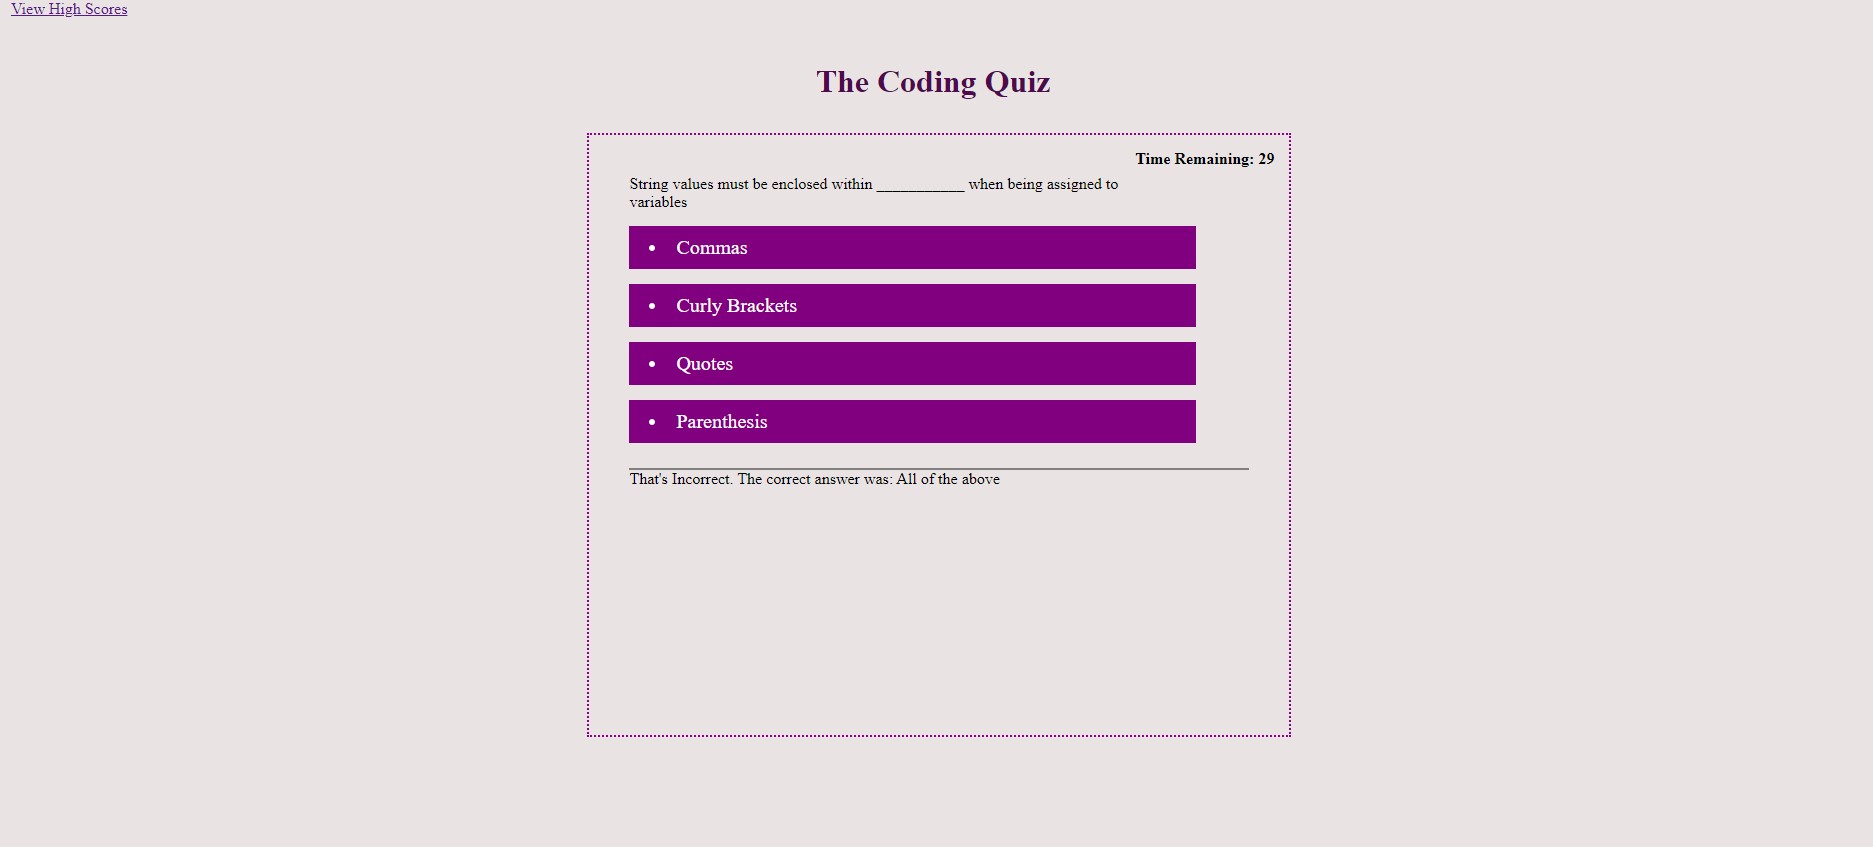 View High Scores
The Coding Quiz
Time Remaining: 29
String values must be enclosed within ___________ when being assigned to
variables
• Commas
• Curly Brackets
• Quotes
• Parenthesis
That's Incorrect. The correct answer was: All of the above